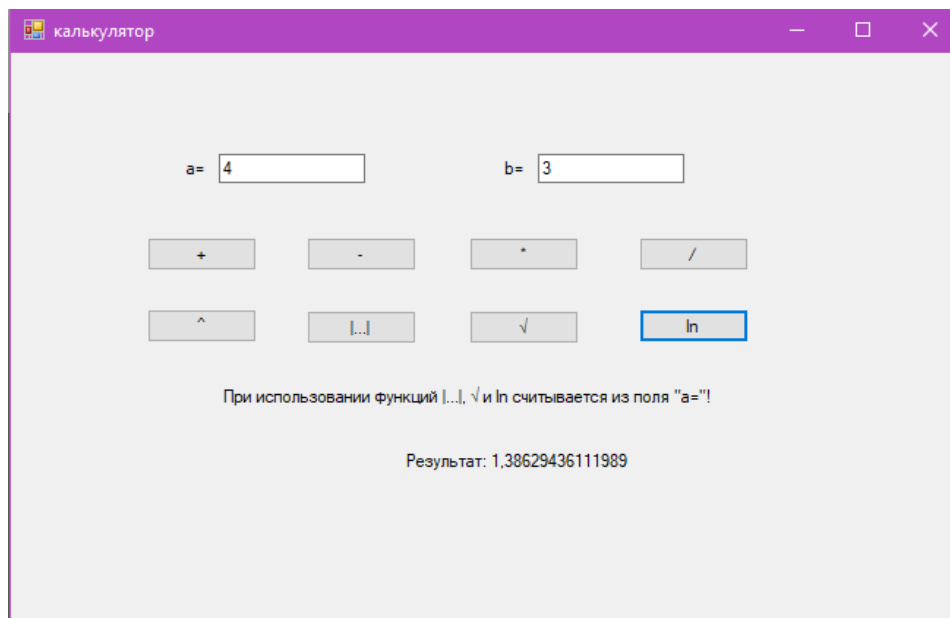 калькулятор
a= 4 b= 3
+ - * /
^ |...| √ ln
При использовании функций |...|, √ и ln считывается из поля "a="!
Результат: 1,38629436111989